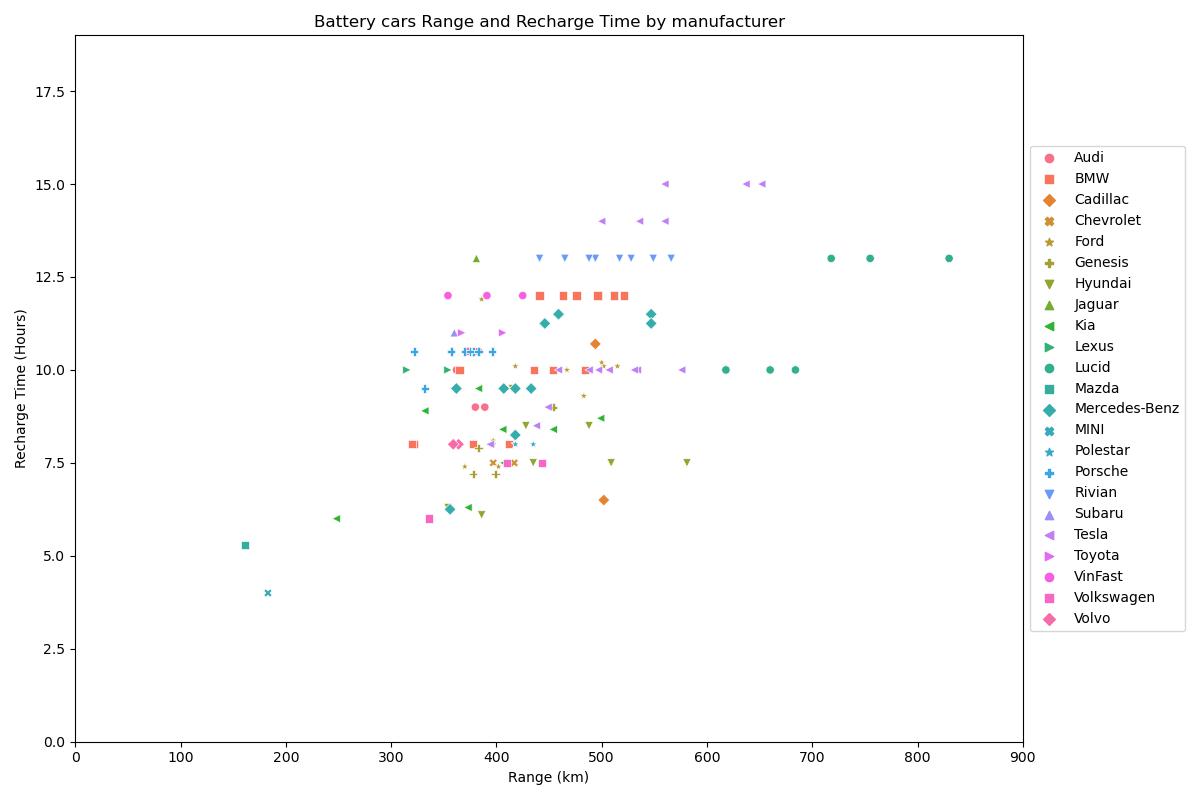 Battery cars Range and Recharge Time by manufacturer
17.5
15.0
12.5
10.0
7.5
5.0
2.5
0.0
Recharge Time (Hours)
0 100 200 300 400 500 600 700 800 900
Range (km)
Audi
BMW
Cadillac
Chevrolet
Ford
Genesis
Hyundai
Jaguar
Kia
Lexus
Lucid
Mazda
Mercedes-Benz
MINI
Polestar
Porsche
Rivian
Subaru
Tesla
Toyota
VinFast
Volkswagen
Volvo